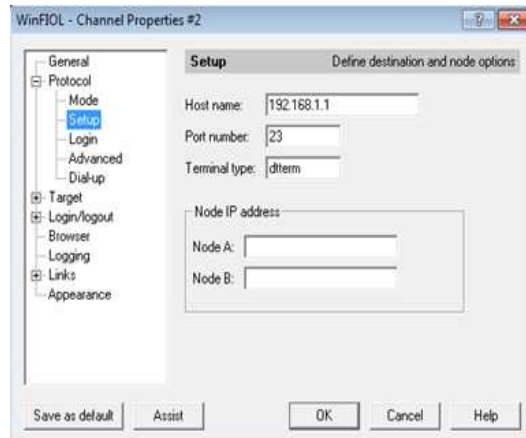 WinFIOL - Channel Properties #2
General
Protocol
Mode
Setup
Login
Advanced
Dial-up
Target
Login/logout
Browser
Logging
Links
Appearance
Setup Define destination and node options
Host name: 192.168.1.1
Port number: 23
Terminal type: dtterm
Node IP address
Node A:
Node B:
Save as default Assist OK Cancel Help